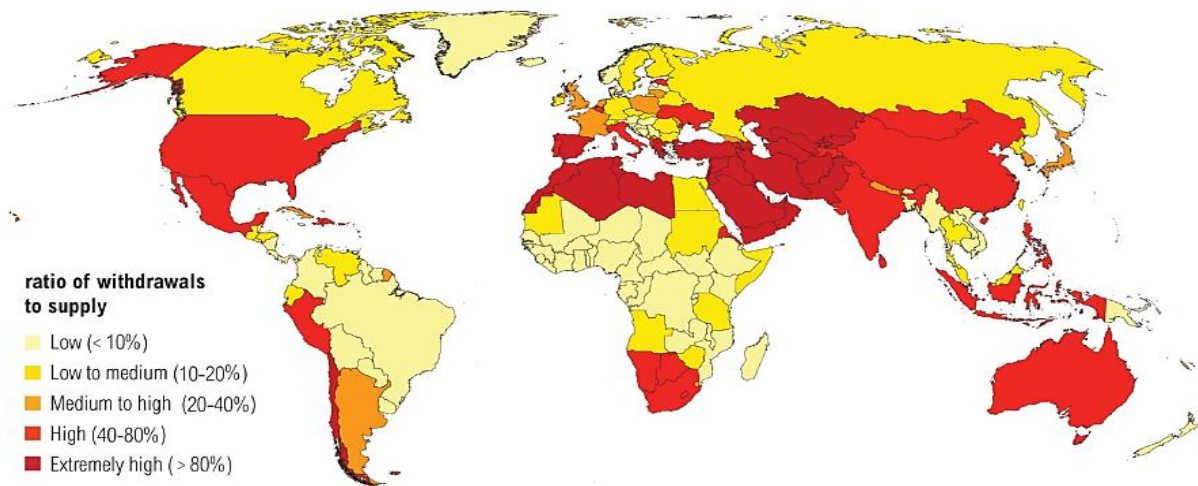 ratio of withdrawals
to supply
Low (< 10%)
Low to medium (10-20%)
Medium to high (20-40%)
High (40-80%)
Extremely high (> 80%)